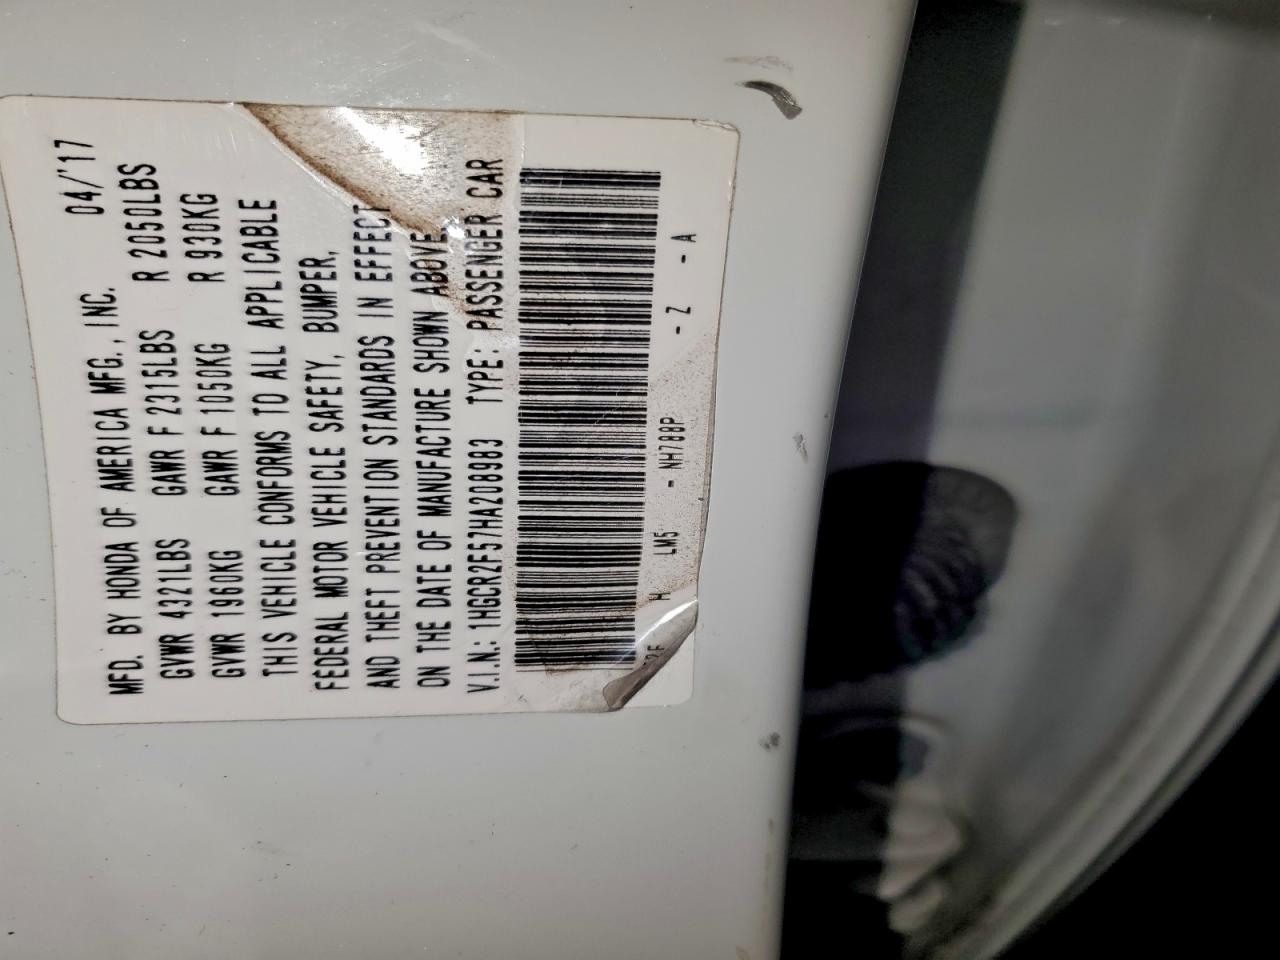 MFD. BY HONDA OF AMERICA MFG., INC. 04/'17
GVWR 4321LBS GAWR F 2315LBS R 2050LBS
GVWR 1960KG GAWR F 1050KG R 930KG
THIS VEHICLE CONFORMS TO ALL APPLICABLE
FEDERAL MOTOR VEHICLE SAFETY, BUMPER,
AND THEFT PREVENTION STANDARDS IN EFFECT
ON THE DATE OF MANUFACTURE SHOWN ABOVE
V.I.N.: 1HGCR2F57HA208983 TYPE: PASSENGER CAR
H LM5 - NH788P - Z - A